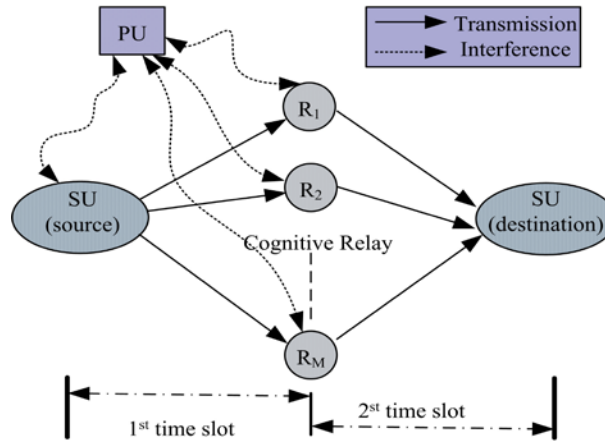 PU
Transmission
Interference
R1
R2
SU
(source)
SU
(destination)
Cognitive Relay
RM
1st time slot
2st time slot